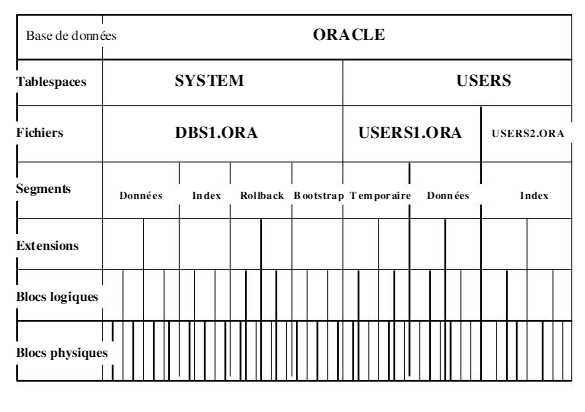 Base de données ORACLE
Tablespaces SYSTEM USERS
Fichiers DBS1.ORA USERS1.ORA USERS2.ORA
Segments Données Index Rollback Bootstrap Temporaire Données Index
Extensions
Blocs logiques
Blocs physiques